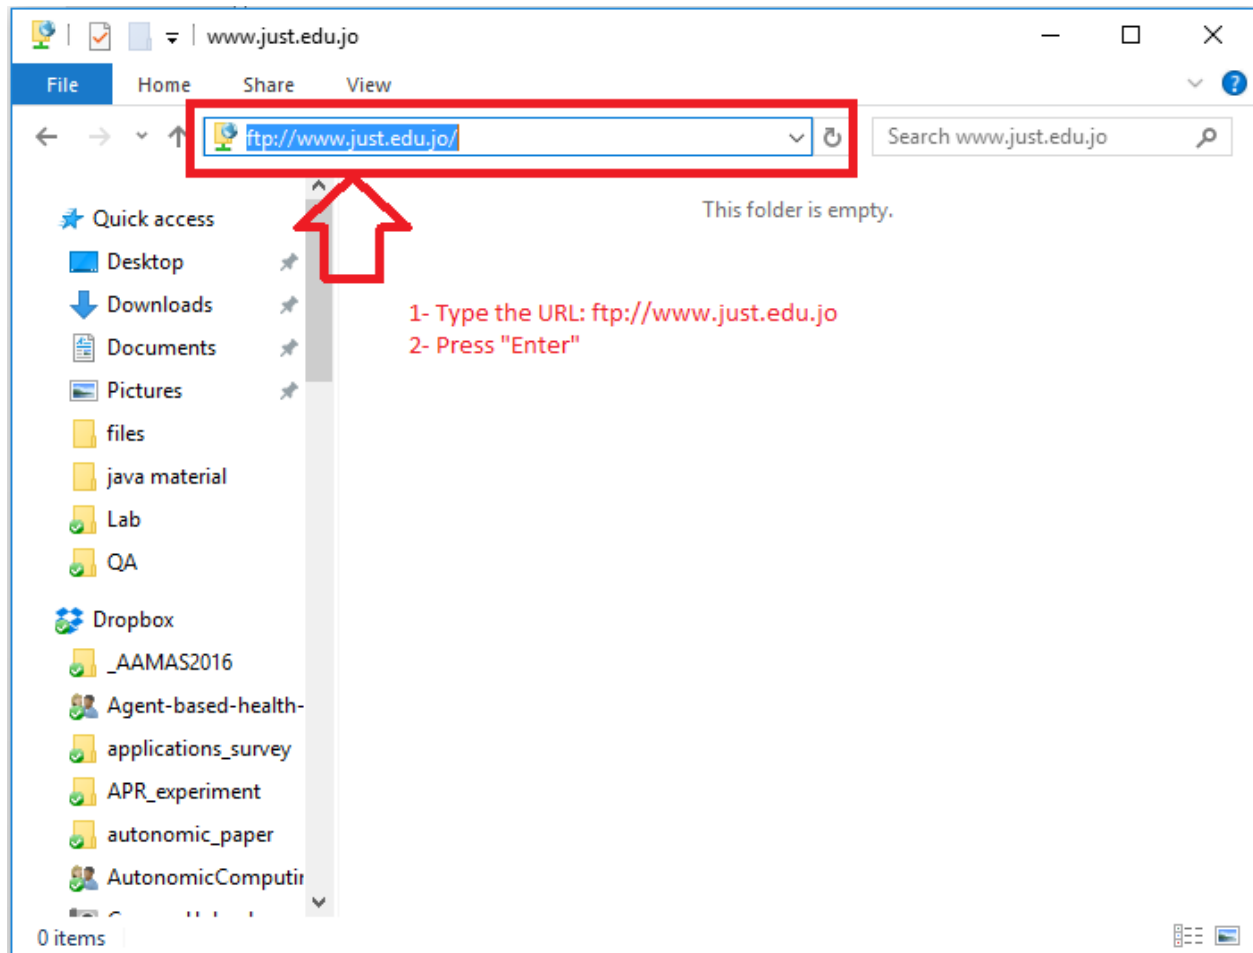 www.just.edu.jo
File Home Share View
ftp://www.just.edu.jo/
Search www.just.edu.jo
This folder is empty.
Quick access
Desktop
Downloads
Documents
Pictures
files
java material
Lab
QA
Dropbox
_AAMAS2016
Agent-based-health-
applications_survey
APR_experiment
autonomic_paper
AutonomicComputin
1- Type the URL: ftp://www.just.edu.jo
2- Press "Enter"
0 items